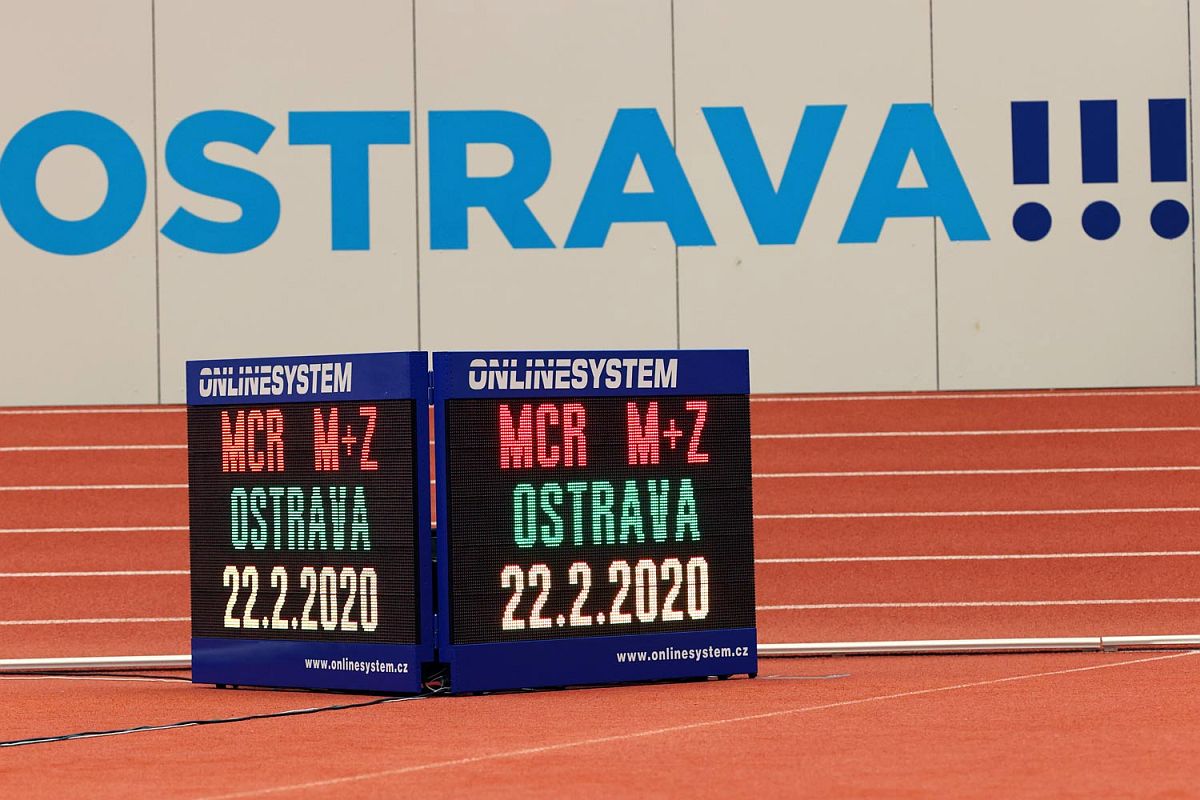 OSTRAVA!!!
ONLINESYSTEM
MCR M+Z
OSTRAVA
22.2.2020
www.onlinesystem.cz
ONLINESYSTEM
MCR M+Z
OSTRAVA
22.2.2020
www.onlinesystem.cz